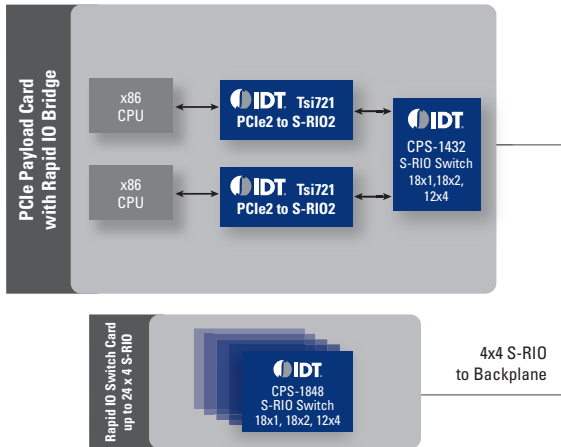 PCIe Payload Card
with Rapid IO Bridge
x86
CPU
IDT Tsi721
PCIe2 to S-RIO2
x86
CPU
IDT Tsi721
PCIe2 to S-RIO2
IDT
CPS-1432
S-RIO Switch
18x1,18x2,
12x4
Rapid IO Switch Card
up to 24 x 4 S-RIO
IDT
CPS-1848
S-RIO Switch
18x1, 18x2, 12x4
4x4 S-RIO
to Backplane